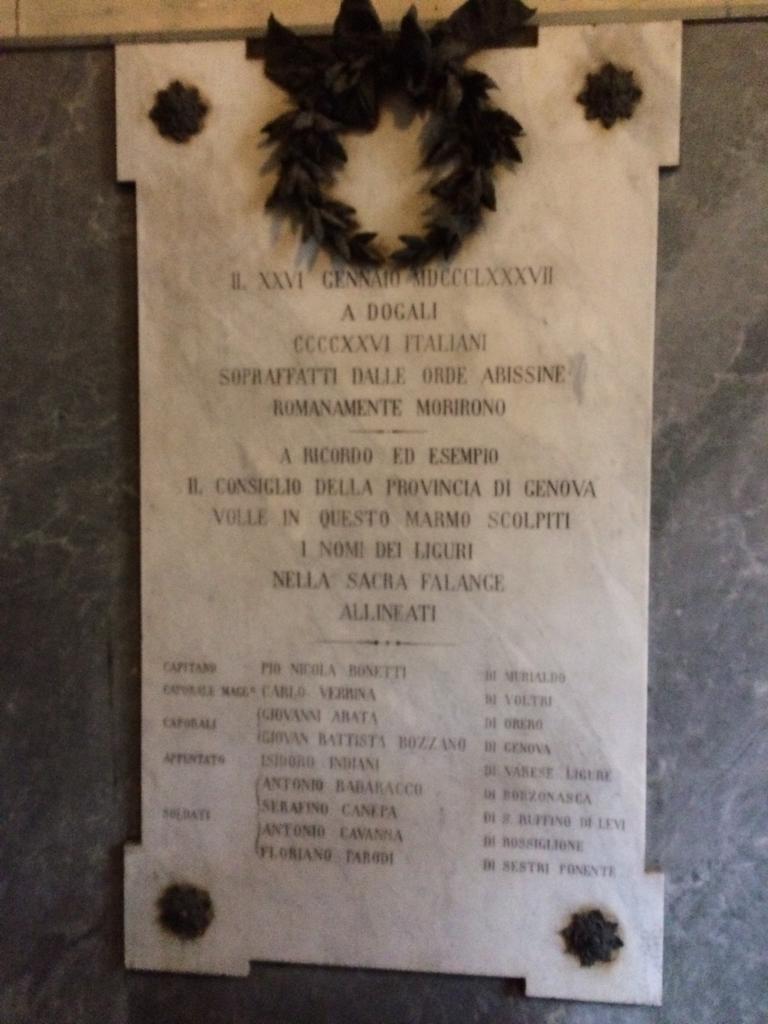 IL XXVI GENNAIO MDCCCLXXXVII
A DOGALI
CCCCXXVI ITALIANI
SOPRAFFATTI DALLE ORDE ABISSINE
ROMANAMENTE MORIRONO
A RICORDO ED ESEMPIO
IL CONSIGLIO DELLA PROVINCIA DI GENOVA
VOLLE IN QUESTO MARMO SCOLPITI
I NOMI DEI LIGURI
NELLA SACRA FALANGE
ALLINEATI
CAPITANO PIO NICOLA BONETTI DI MURIALDO
CAPORALE MAGG.E CARLO VERRINA DI VOLTRI
CAPORALI GIOVANNI ABATA DI ORERO
GIOVAN BATTISTA BOZZANO DI GENOVA
APPUNTATO ISIDORO INDIANI DI VARESE LIGURE
SOLDATI ANTONIO BADARACCO DI BORZONASCA
SERAFINO CANEPA DI S. RUFFINO DI LEVI
ANTONIO CAVANNA DI ROSSIGLIONE
FLORIANO PARODI DI SESTRI PONENTE